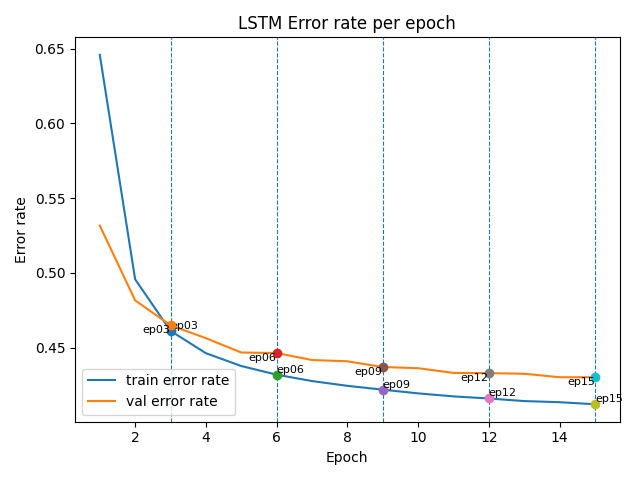 LSTM Error rate per epoch
0.65
0.60
0.55
0.50
0.45
Error rate
ep03
ep03
ep06
ep06
ep09
ep09
ep12
ep12
ep15
ep15
train error rate
val error rate
2
4
6
8
10
12
14
Epoch